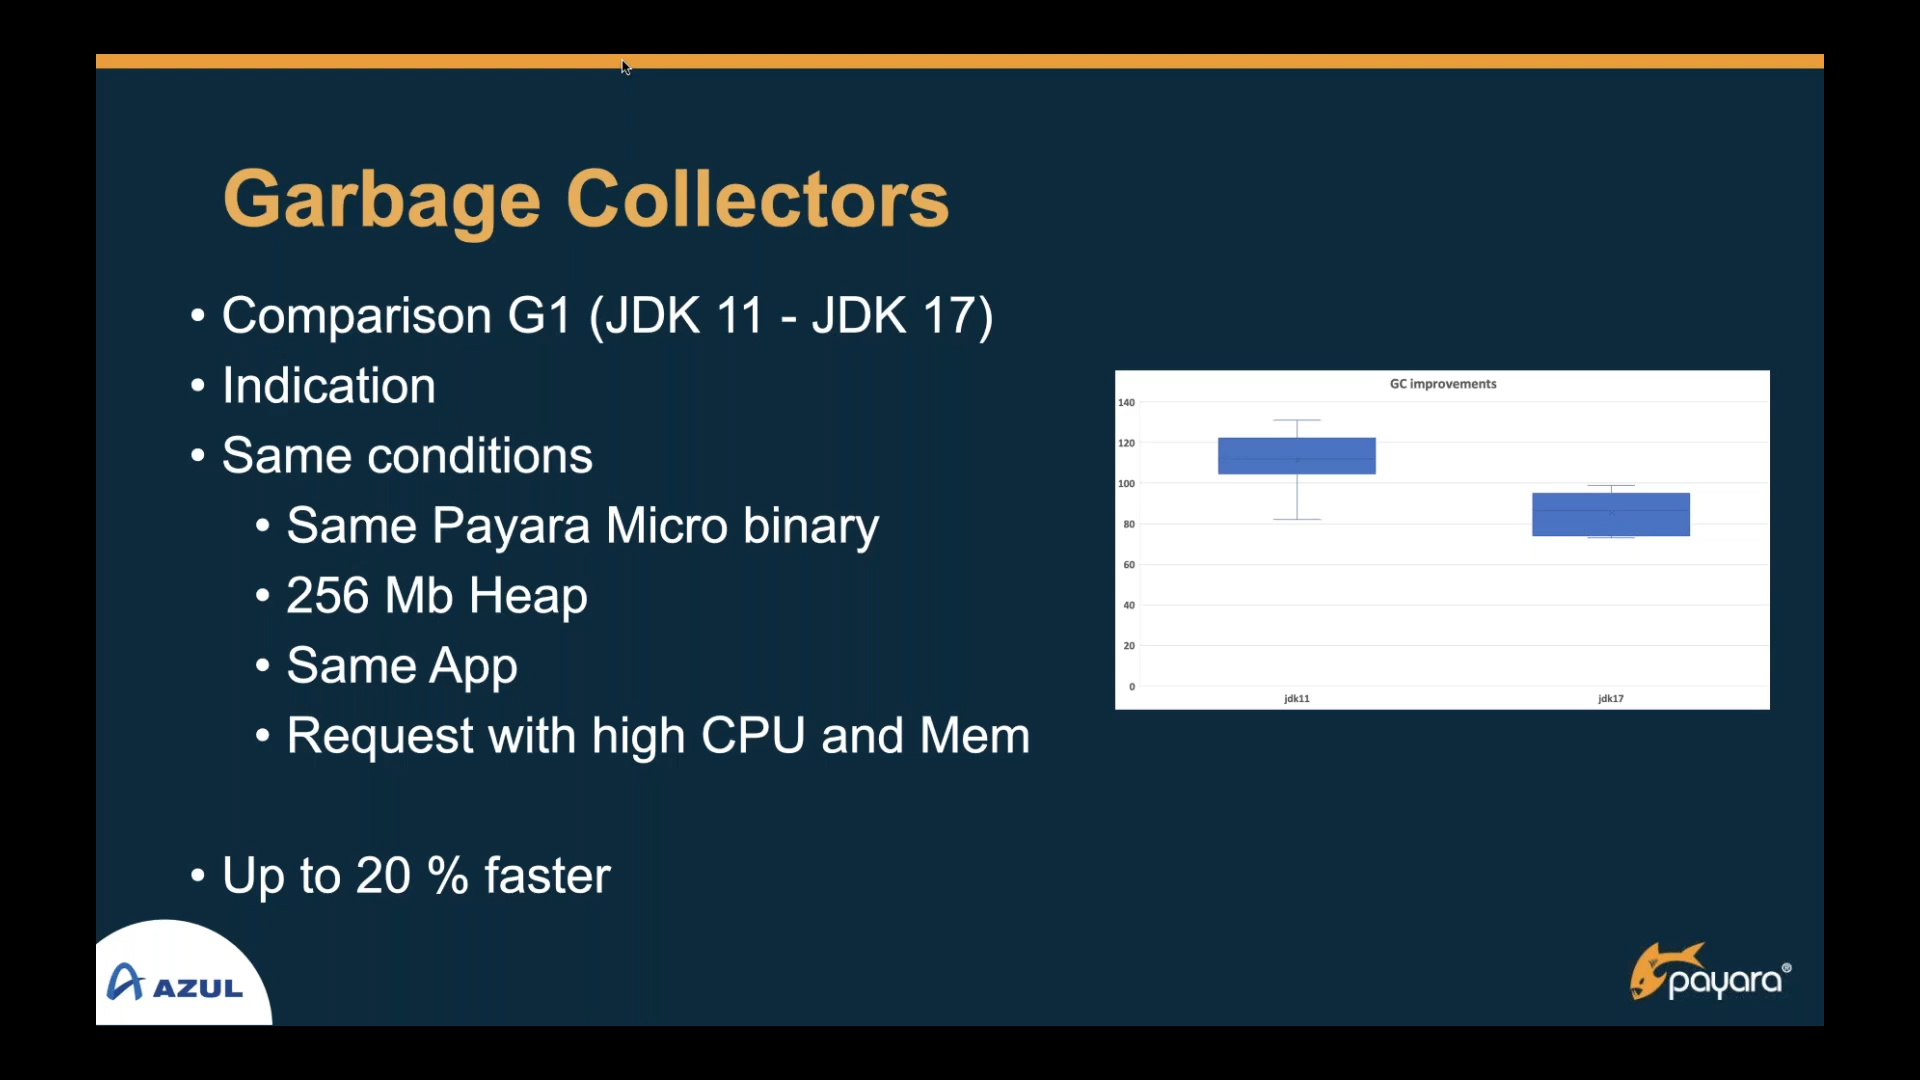 Garbage Collectors
• Comparison G1 (JDK 11 - JDK 17)
• Indication
• Same conditions
• Same Payara Micro binary
• 256 Mb Heap
• Same App
• Request with high CPU and Mem
• Up to 20 % faster
GC improvements
140
120
100
80
60
40
20
0
jdk11
jdk17
AZUL
payara®